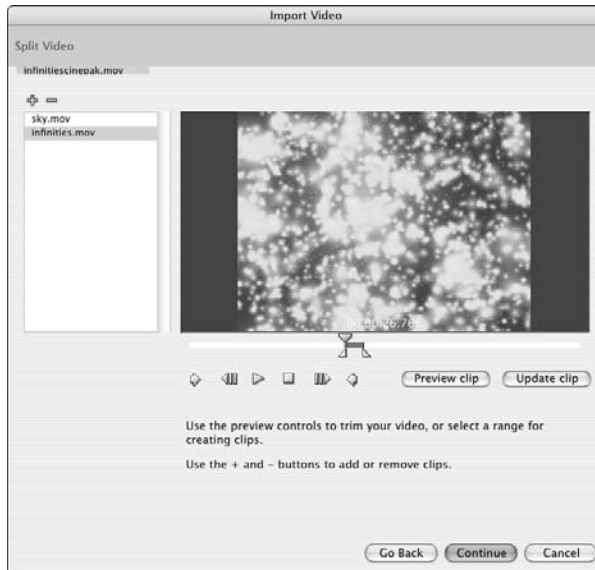 Import Video
Split Video
infinitiescinepak.mov
sky.mov
infinities.mov
Preview clip
Update clip
Use the preview controls to trim your video, or select a range for
creating clips.
Use the + and – buttons to add or remove clips.
Go Back
Continue
Cancel